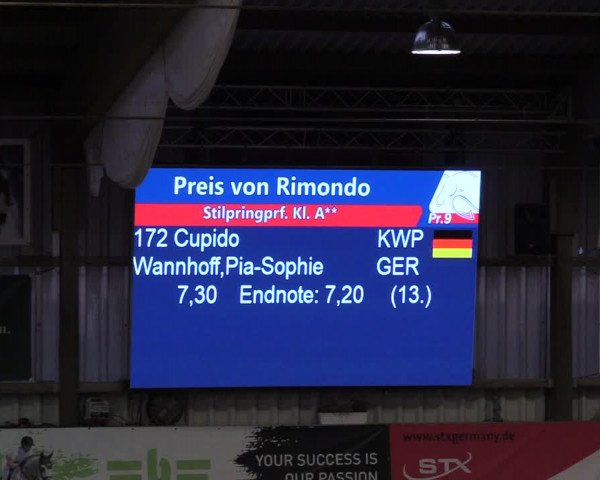 Preis von Rimondo
Stilpringprf. Kl. A**
Pr.9
172 Cupido KWP
Wannhoff,Pia-Sophie GER
7,30 Endnote: 7,20 (13.)
www.stxgermany.de
YOUR SUCCESS IS
OUR PASSION
STX